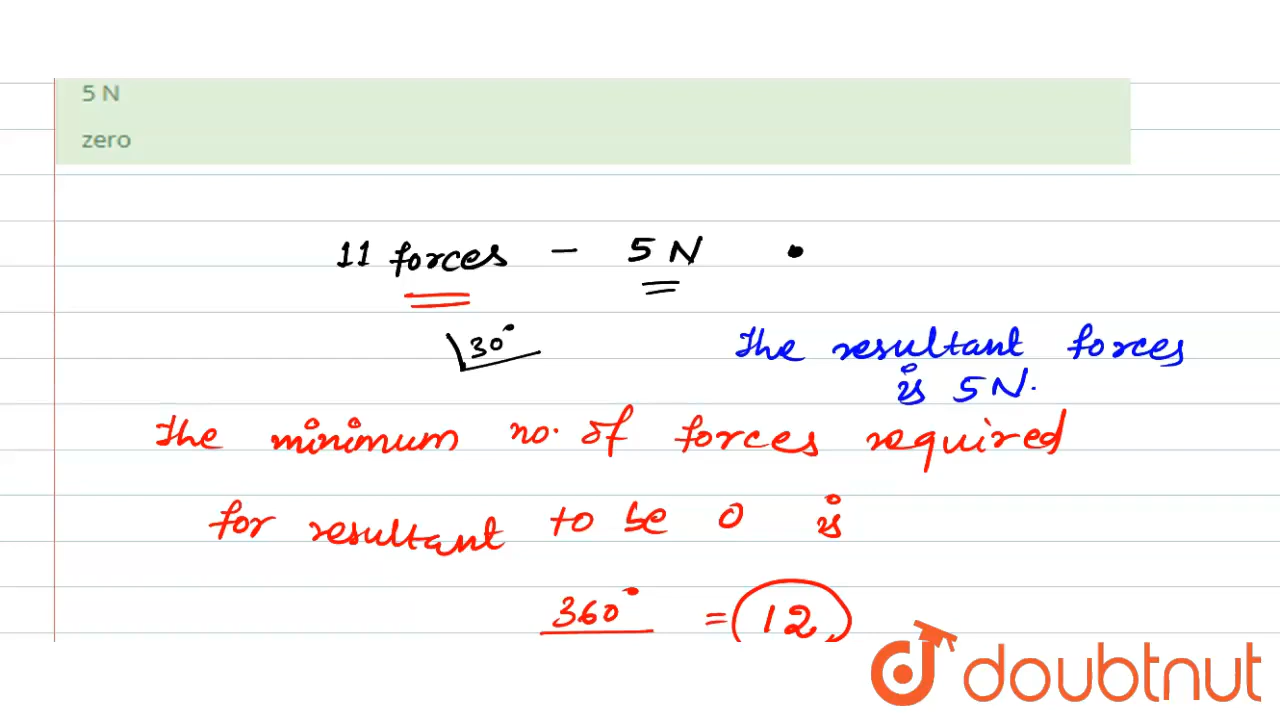 5 N
zero
11 forces - 5 N •
30°
The resultant forces
is 5N.
The minimum no. of forces required
for resultant to be 0 is
360° = 12
doubtnut